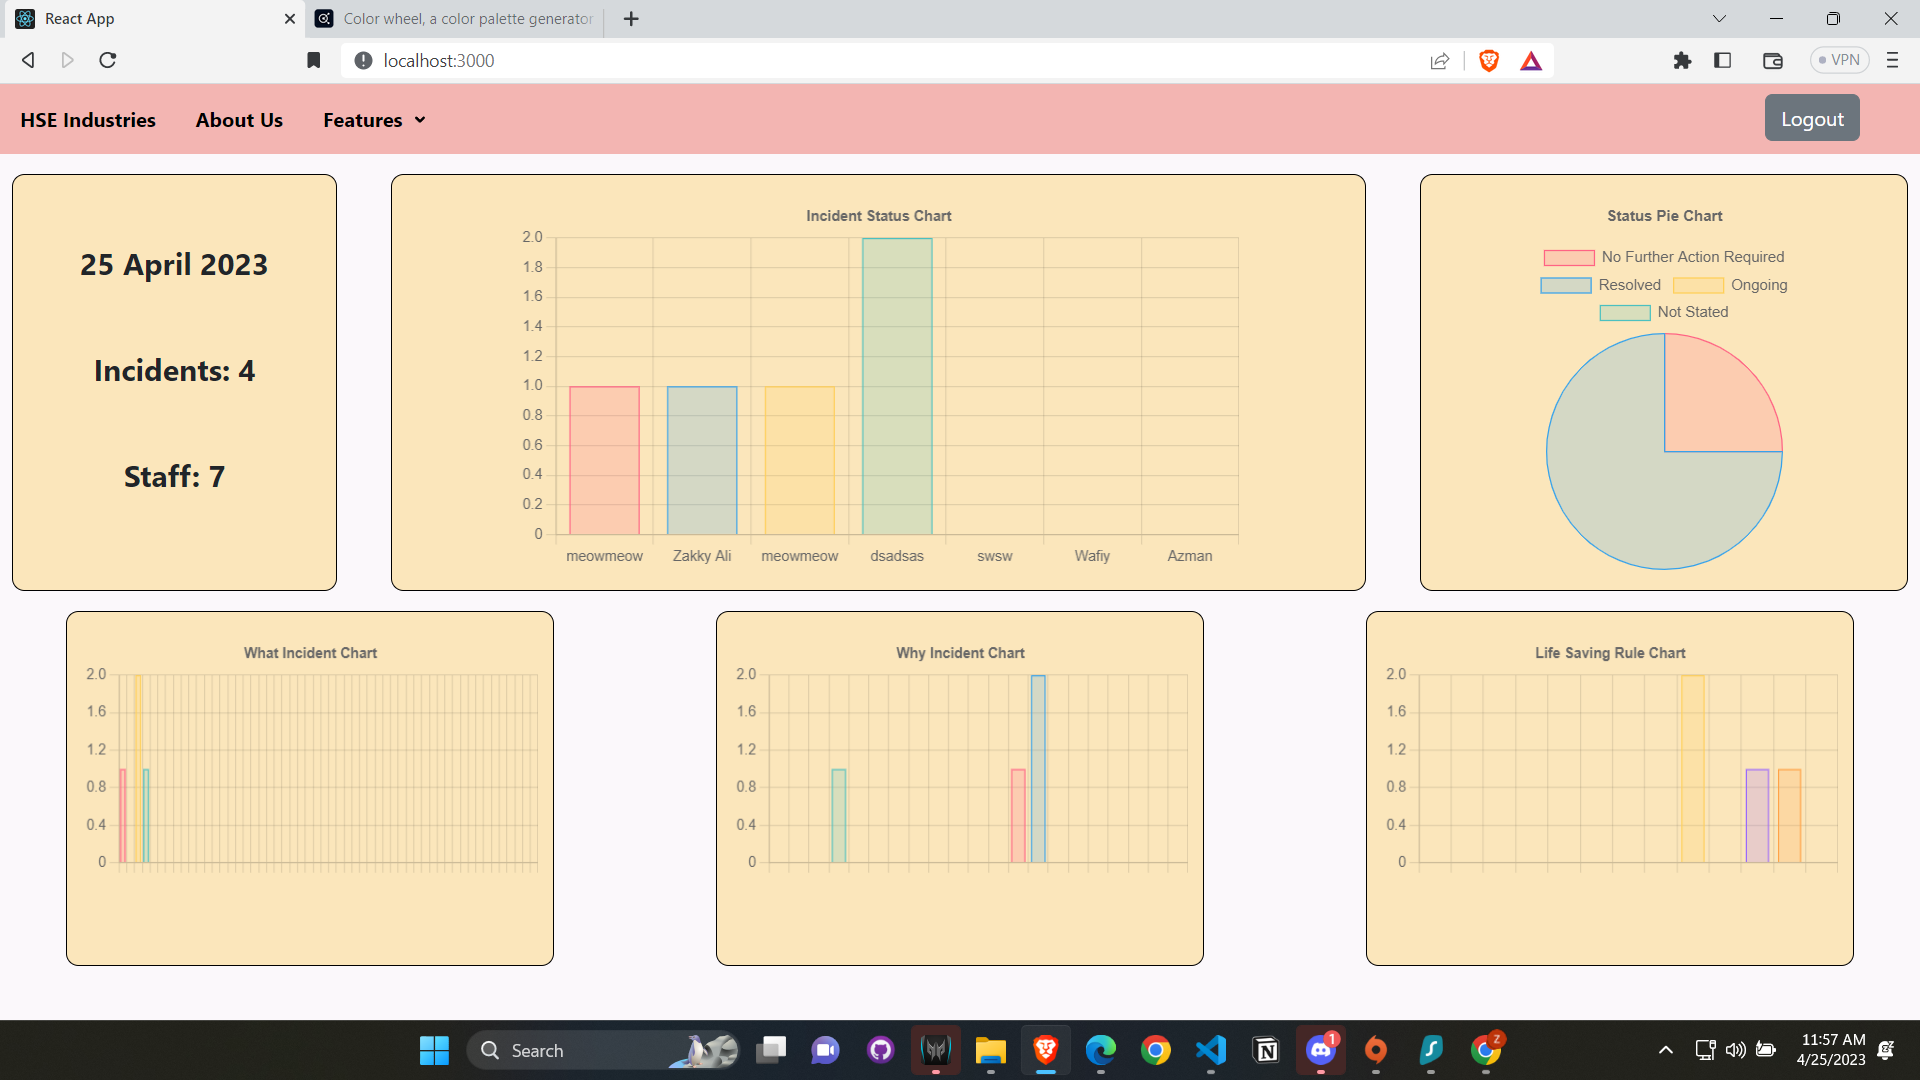 React App
Color wheel, a color palette generator
localhost:3000
VPN
HSE Industries
About Us
Features
Logout
25 April 2023
Incidents: 4
Staff: 7
Incident Status Chart
2.0
1.8
1.6
1.4
1.2
1.0
0.8
0.6
0.4
0.2
0
meowmeow Zakky Ali meowmeow dsadsas swsw Wafiy Azman
Status Pie Chart
No Further Action Required
Resolved Ongoing
Not Stated
What Incident Chart
2.0
1.6
1.2
0.8
0.4
0
Why Incident Chart
2.0
1.6
1.2
0.8
0.4
0
Life Saving Rule Chart
2.0
1.6
1.2
0.8
0.4
0
Search
1
Z
11:57 AM
4/25/2023